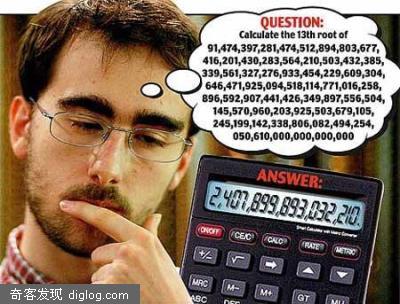 QUESTION:
Calculate the 13th root of
91,474,397,281,474,512,894,803,677,
416,201,430,283,564,210,503,432,385,
339,561,327,276,933,454,229,609,304,
646,471,925,094,518,114,771,016,258,
896,592,907,441,426,349,897,556,504,
145,570,960,203,925,503,679,105,
245,199,142,338,806,082,494,254,
050,610,000,000,000,000
ANSWER:
2,407,899,893,032,210.
ON/OFF CE/C CALC RATE METRIC
+/− √ − →
MRC M− M+ ÷
奇客发现 diglog.com